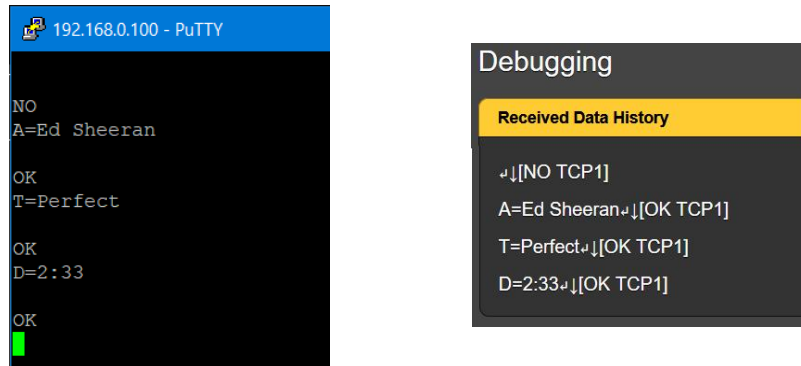 192.168.0.100 - PuTTY
NO
A=Ed Sheeran
OK
T=Perfect
OK
D=2:33
OK
Debugging
Received Data History
↵↓[NO TCP1]
A=Ed Sheeran↵↓[OK TCP1]
T=Perfect↵↓[OK TCP1]
D=2:33↵↓[OK TCP1]